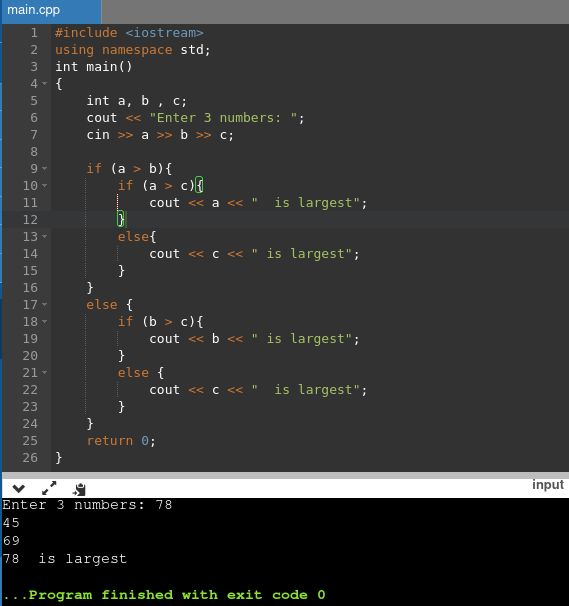 main.cpp
1 #include <iostream>
2 using namespace std;
3 int main()
4 {
5     int a, b , c;
6     cout << "Enter 3 numbers: ";
7     cin >> a >> b >> c;
8
9     if (a > b){
10         if (a > c){
11             cout << a << "  is largest";
12         }
13         else{
14             cout << c << " is largest";
15         }
16     }
17     else {
18         if (b > c){
19             cout << b << " is largest";
20         }
21         else {
22             cout << c << "  is largest";
23         }
24     }
25     return 0;
26 }
input
Enter 3 numbers: 78
45
69
78  is largest
...Program finished with exit code 0